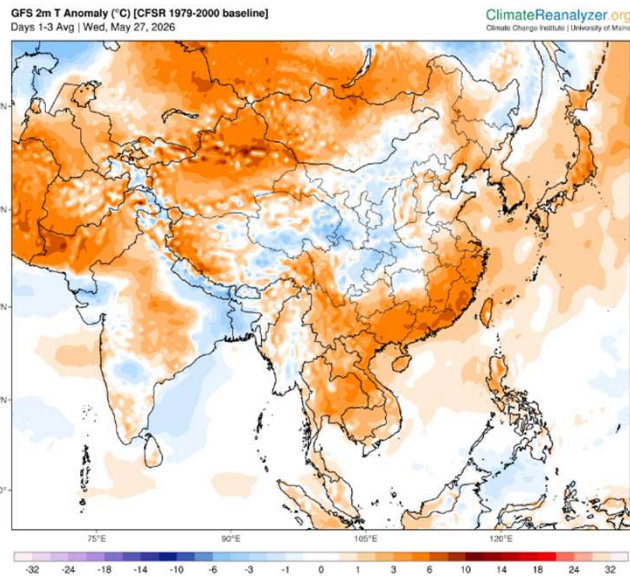 GFS 2m T Anomaly (°C) [CFSR 1979-2000 baseline]
ClimateReanalyzer.org
Days 1-3 Avg | Wed, May 27, 2026
Climate Change Institute | University of Maine
75°E 90°E 105°E 120°E
-32 -24 -18 -14 -10 -6 -3 -1 0 1 3 6 10 14 18 24 32